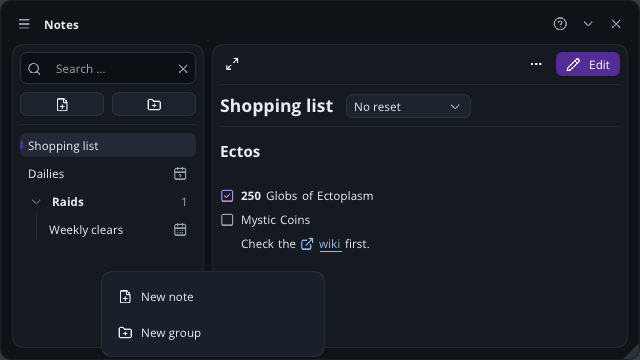 Notes
Search ...
Edit
Shopping list
No reset
Shopping list
Dailies
Raids 1
Weekly clears
Ectos
250 Globs of Ectoplasm
Mystic Coins
Check the wiki first.
New note
New group